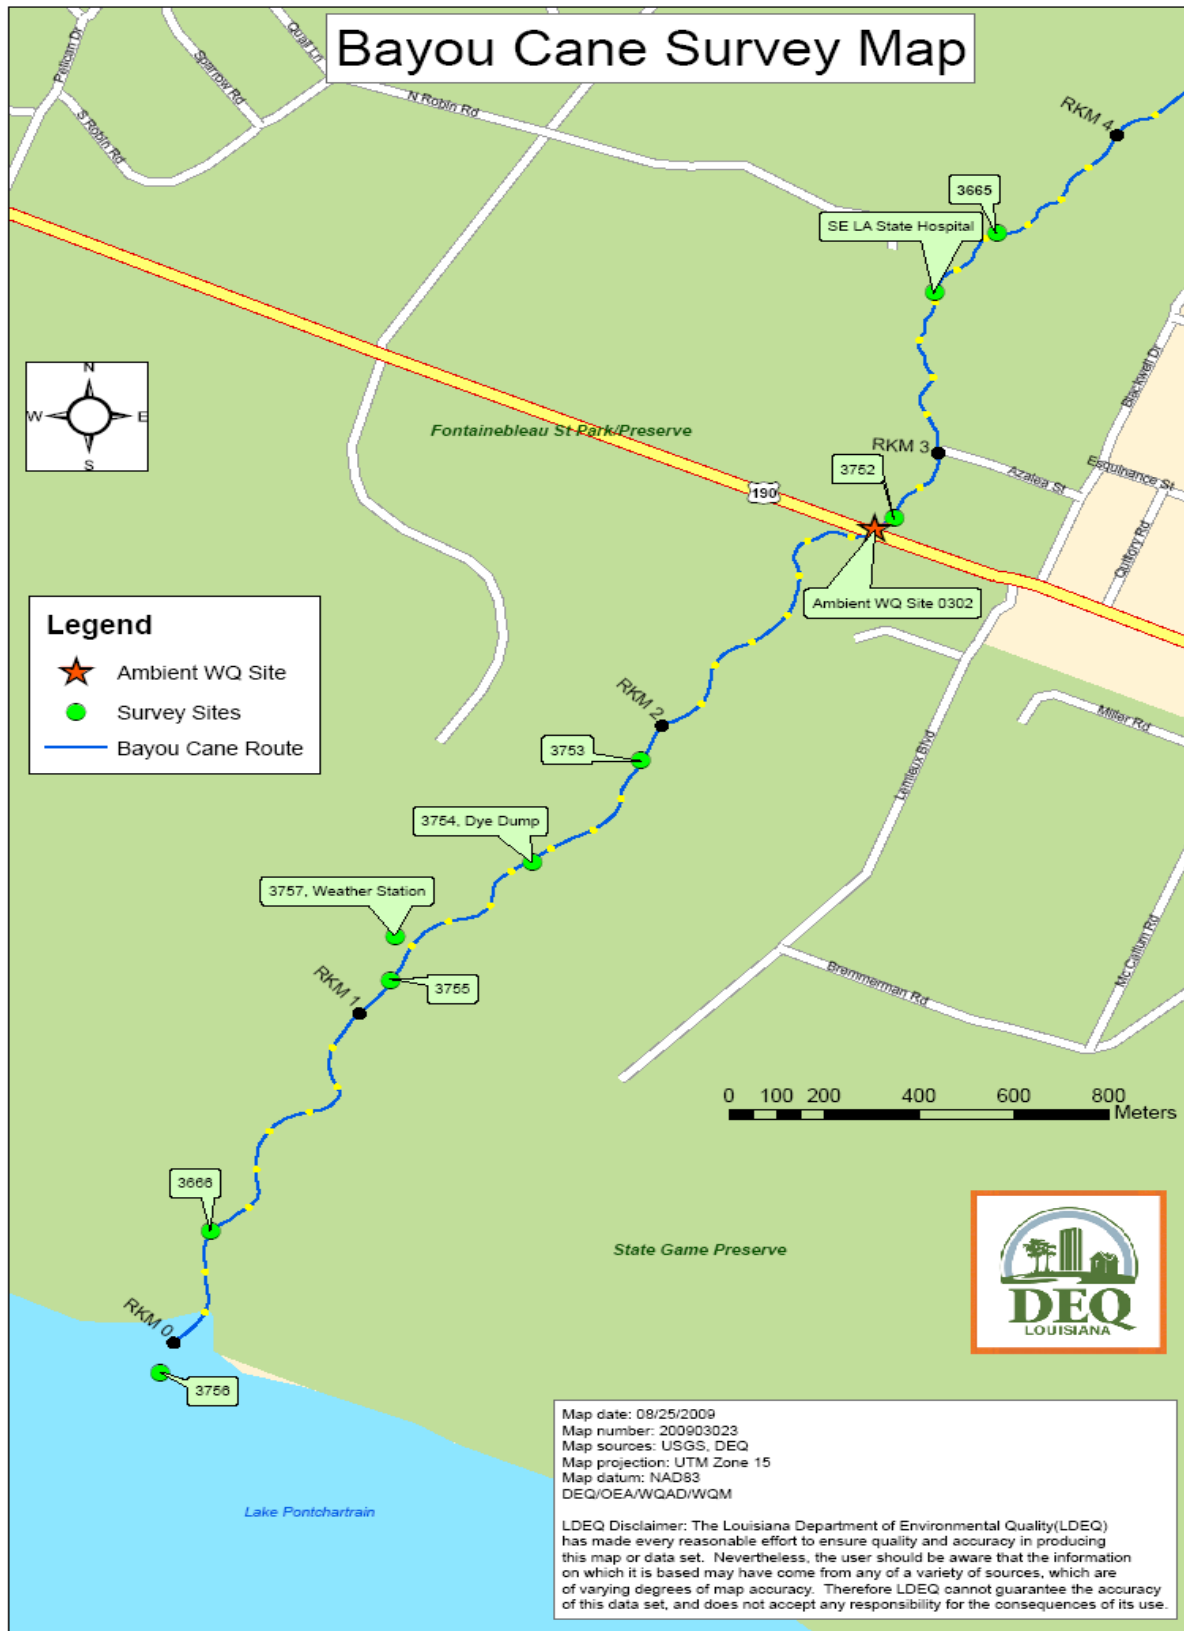 Bayou Cane Survey Map
Pelican Dr
Sparrow Rd
Quail Ln
S Robin Rd
N Robin Rd
RKM 4
3665
SE LA State Hospital
Blackwell Dr
N
W
E
S
Fontainebleau St Park/Preserve
RKM 3
3752
Azalea St
Esquinance St
190
Quittory Rd
Ambient WQ Site 0302
Legend
Ambient WQ Site
Survey Sites
Bayou Cane Route
RKM 2
Miller Rd
3753
Lemieux Blvd
3754, Dye Dump
3757, Weather Station
RKM 1
3755
Bremmerman Rd
Mc Callum Rd
0 100 200 400 600 800
Meters
3666
State Game Preserve
RKM 0
3756
DEQ
LOUISIANA
Lake Pontchartrain
Map date: 08/25/2009
Map number: 200903023
Map sources: USGS, DEQ
Map projection: UTM Zone 15
Map datum: NAD83
DEQ/OEA/WQAD/WQM
LDEQ Disclaimer: The Louisiana Department of Environmental Quality(LDEQ)
has made every reasonable effort to ensure quality and accuracy in producing
this map or data set. Nevertheless, the user should be aware that the information
on which it is based may have come from any of a variety of sources, which are
of varying degrees of map accuracy. Therefore LDEQ cannot guarantee the accuracy
of this data set, and does not accept any responsibility for the consequences of its use.